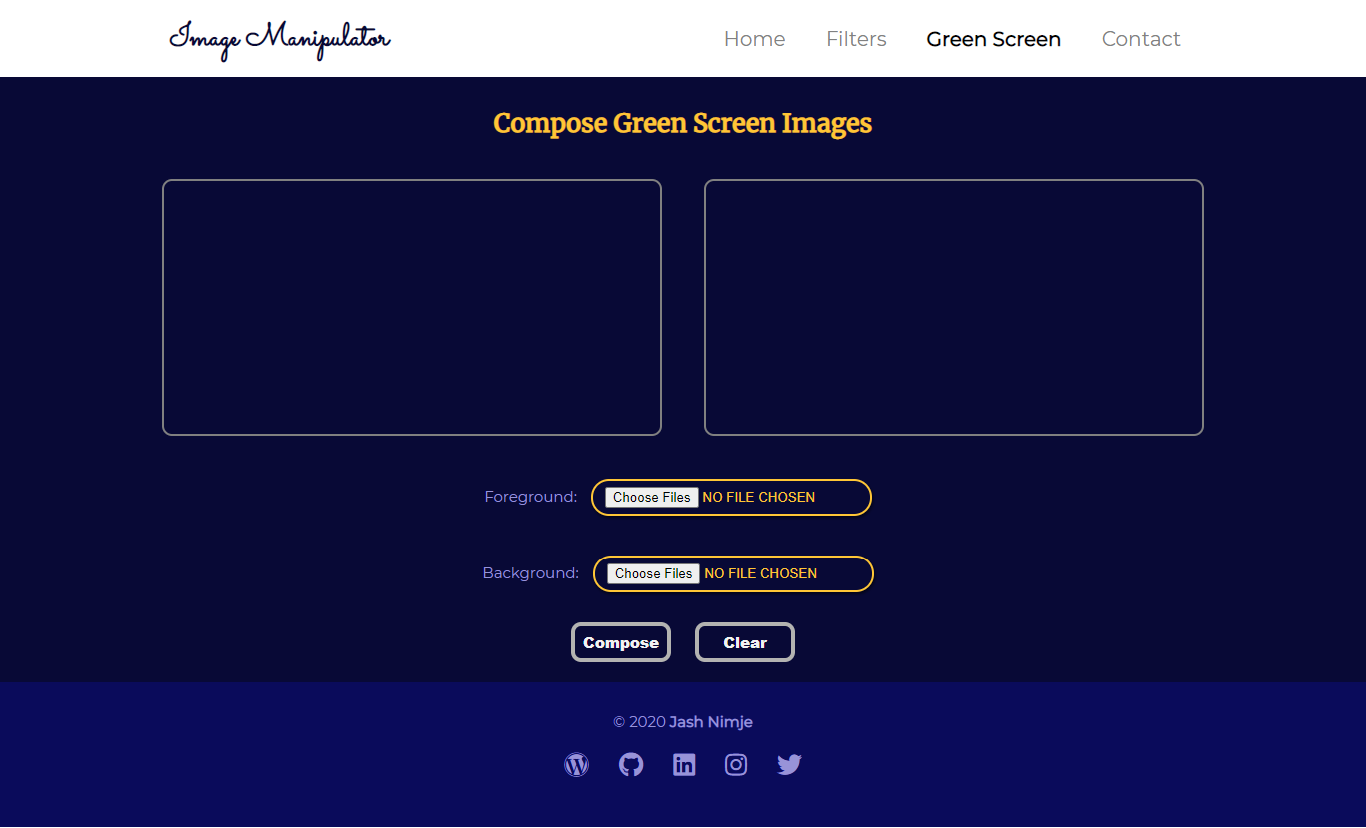 Image Manipulator
Home Filters Green Screen Contact
Compose Green Screen Images
Foreground: Choose Files NO FILE CHOSEN
Background: Choose Files NO FILE CHOSEN
Compose Clear
© 2020 Jash Nimje